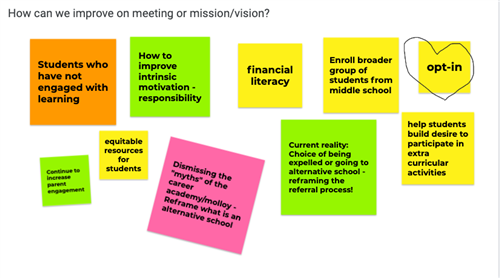 How can we improve on meeting or mission/vision?
Students who
have not
engaged with
learning
How to
improve
intrinsic
motivation -
responsibility
financial
literacy
Enroll broader
group of
students from
middle school
opt-in
Continue to
increase
parent
engagement
equitable
resources
for
students
Dismissing the
"myths" of the
career
academy/molloy -
Reframe what is an
alternative school
Current reality:
Choice of being
expelled or going to
alternative school -
reframing the
referral process!
help students
build desire to
participate in
extra
curricular
activities